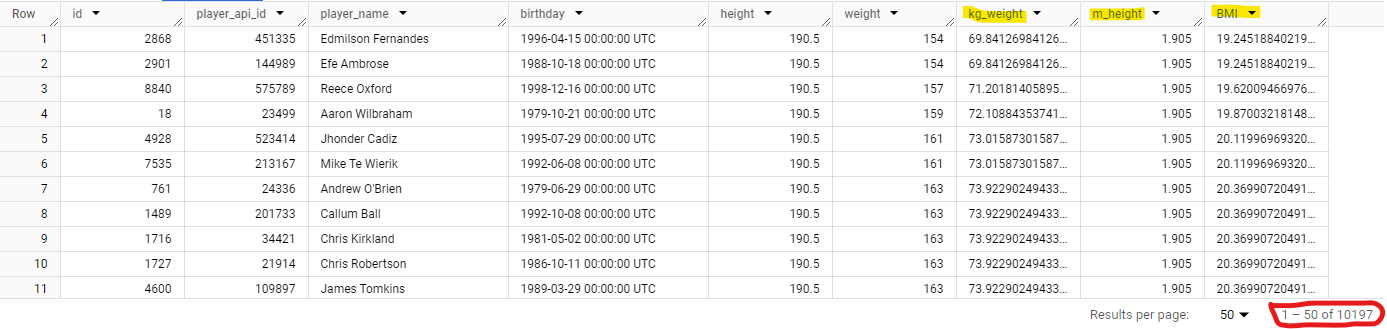 Row id player_api_id player_name birthday height weight kg_weight m_height BMI
1 2868 451335 Edmilson Fernandes 1996-04-15 00:00:00 UTC 190.5 154 69.84126984126... 1.905 19.24518840219...
2 2901 144989 Efe Ambrose 1988-10-18 00:00:00 UTC 190.5 154 69.84126984126... 1.905 19.24518840219...
3 8840 575789 Reece Oxford 1998-12-16 00:00:00 UTC 190.5 157 71.20181405895... 1.905 19.62009466976...
4 18 23499 Aaron Wilbraham 1979-10-21 00:00:00 UTC 190.5 159 72.10884353741... 1.905 19.87003218148...
5 4928 523414 Jhonder Cadiz 1995-07-29 00:00:00 UTC 190.5 161 73.01587301587... 1.905 20.11996969320...
6 7535 213167 Mike Te Wierik 1992-06-08 00:00:00 UTC 190.5 161 73.01587301587... 1.905 20.11996969320...
7 761 24336 Andrew O'Brien 1979-06-29 00:00:00 UTC 190.5 163 73.92290249433... 1.905 20.36990720491...
8 1489 201733 Callum Ball 1992-10-08 00:00:00 UTC 190.5 163 73.92290249433... 1.905 20.36990720491...
9 1716 34421 Chris Kirkland 1981-05-02 00:00:00 UTC 190.5 163 73.92290249433... 1.905 20.36990720491...
10 1727 21914 Chris Robertson 1986-10-11 00:00:00 UTC 190.5 163 73.92290249433... 1.905 20.36990720491...
11 4600 109897 James Tomkins 1989-03-29 00:00:00 UTC 190.5 163 73.92290249433... 1.905 20.36990720491...
Results per page: 50 1 – 50 of 10197